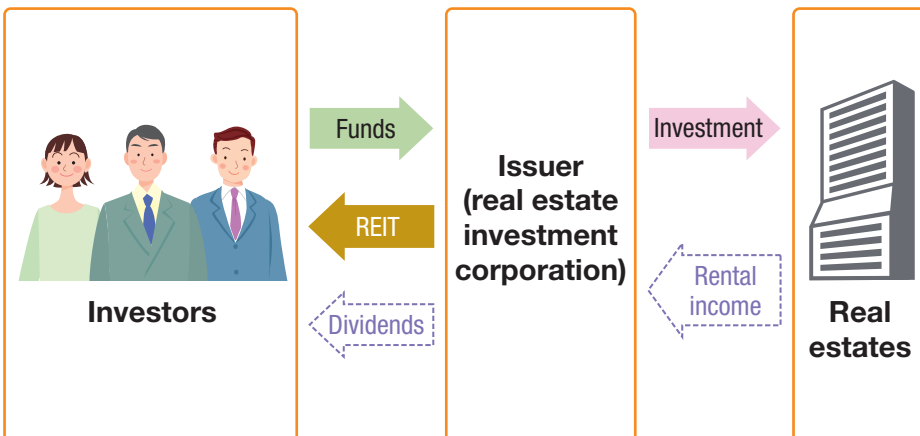 Investors
Funds
REIT
Dividends
Issuer
(real estate
investment
corporation)
Investment
Rental
income
Real
estates